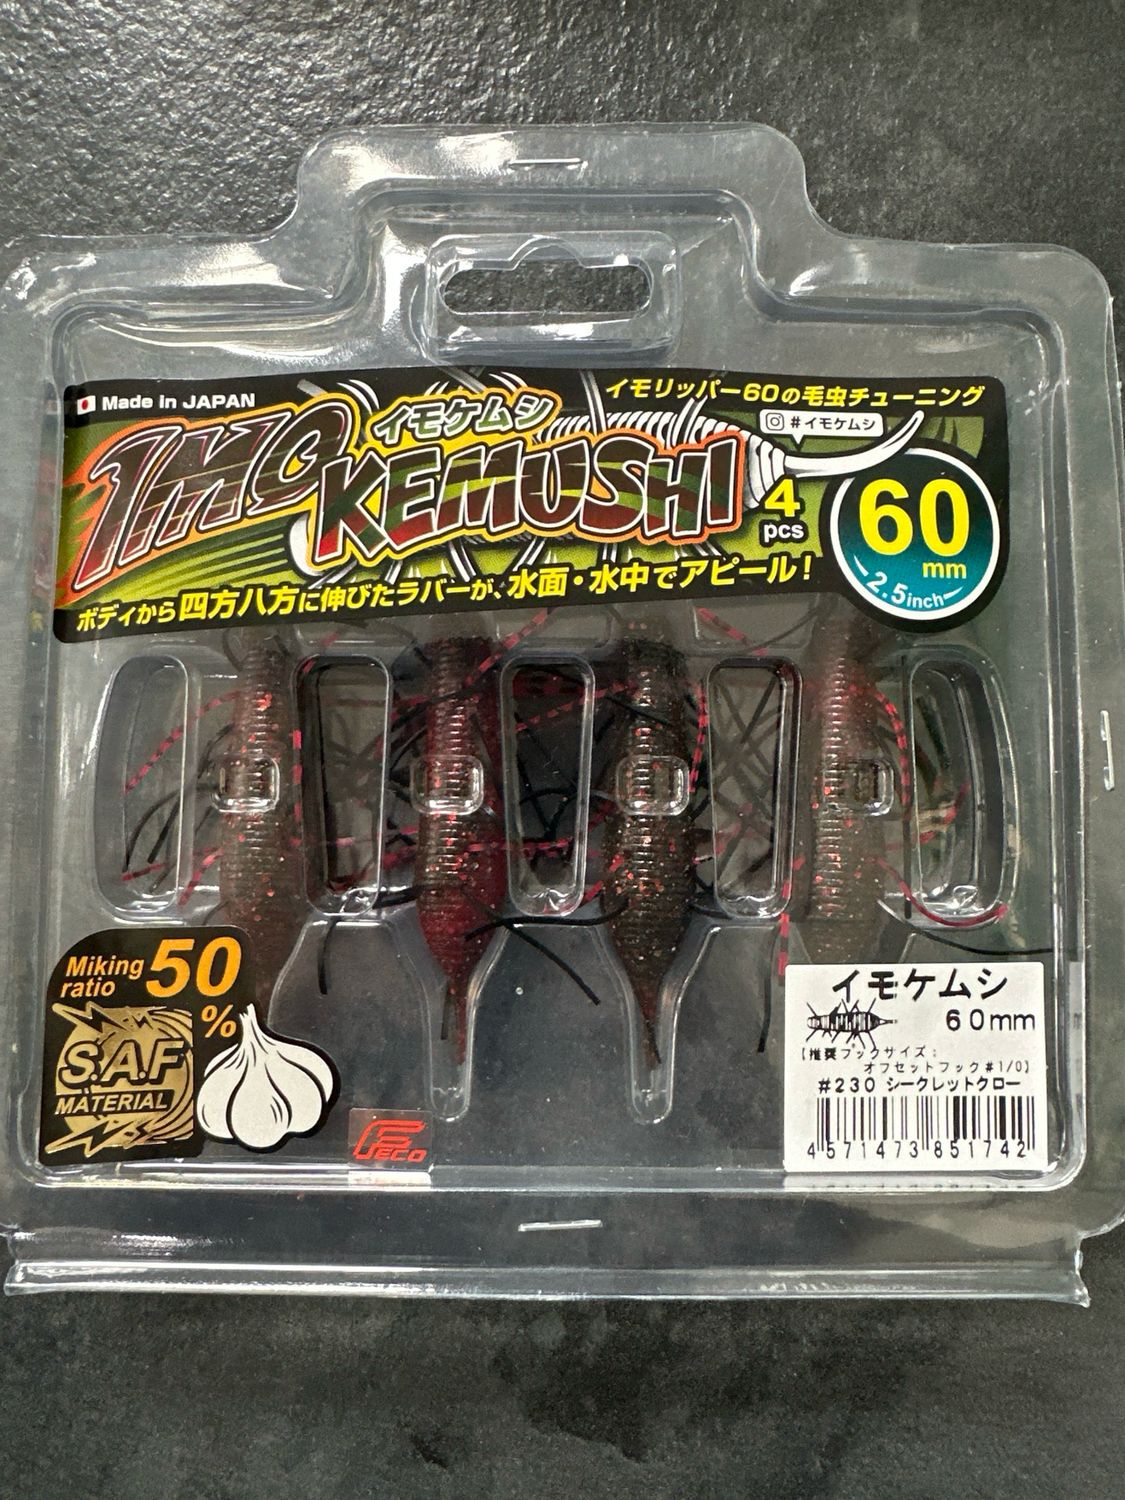 Made in JAPAN
イモリッパー60の毛虫チューニング
イモケムシ
#イモケムシ
IMO
KEMUSHI
4
pcs
60
mm
2.5inch
ボディから四方八方に伸びたラバーが、水面・水中でアピール!
Miking
ratio
50
%
S.A.F
MATERIAL
FECO
イモケムシ
60mm
【推奨フックサイズ:
オフセットフック#1/0】
#230 シークレットクロー
4571473851742